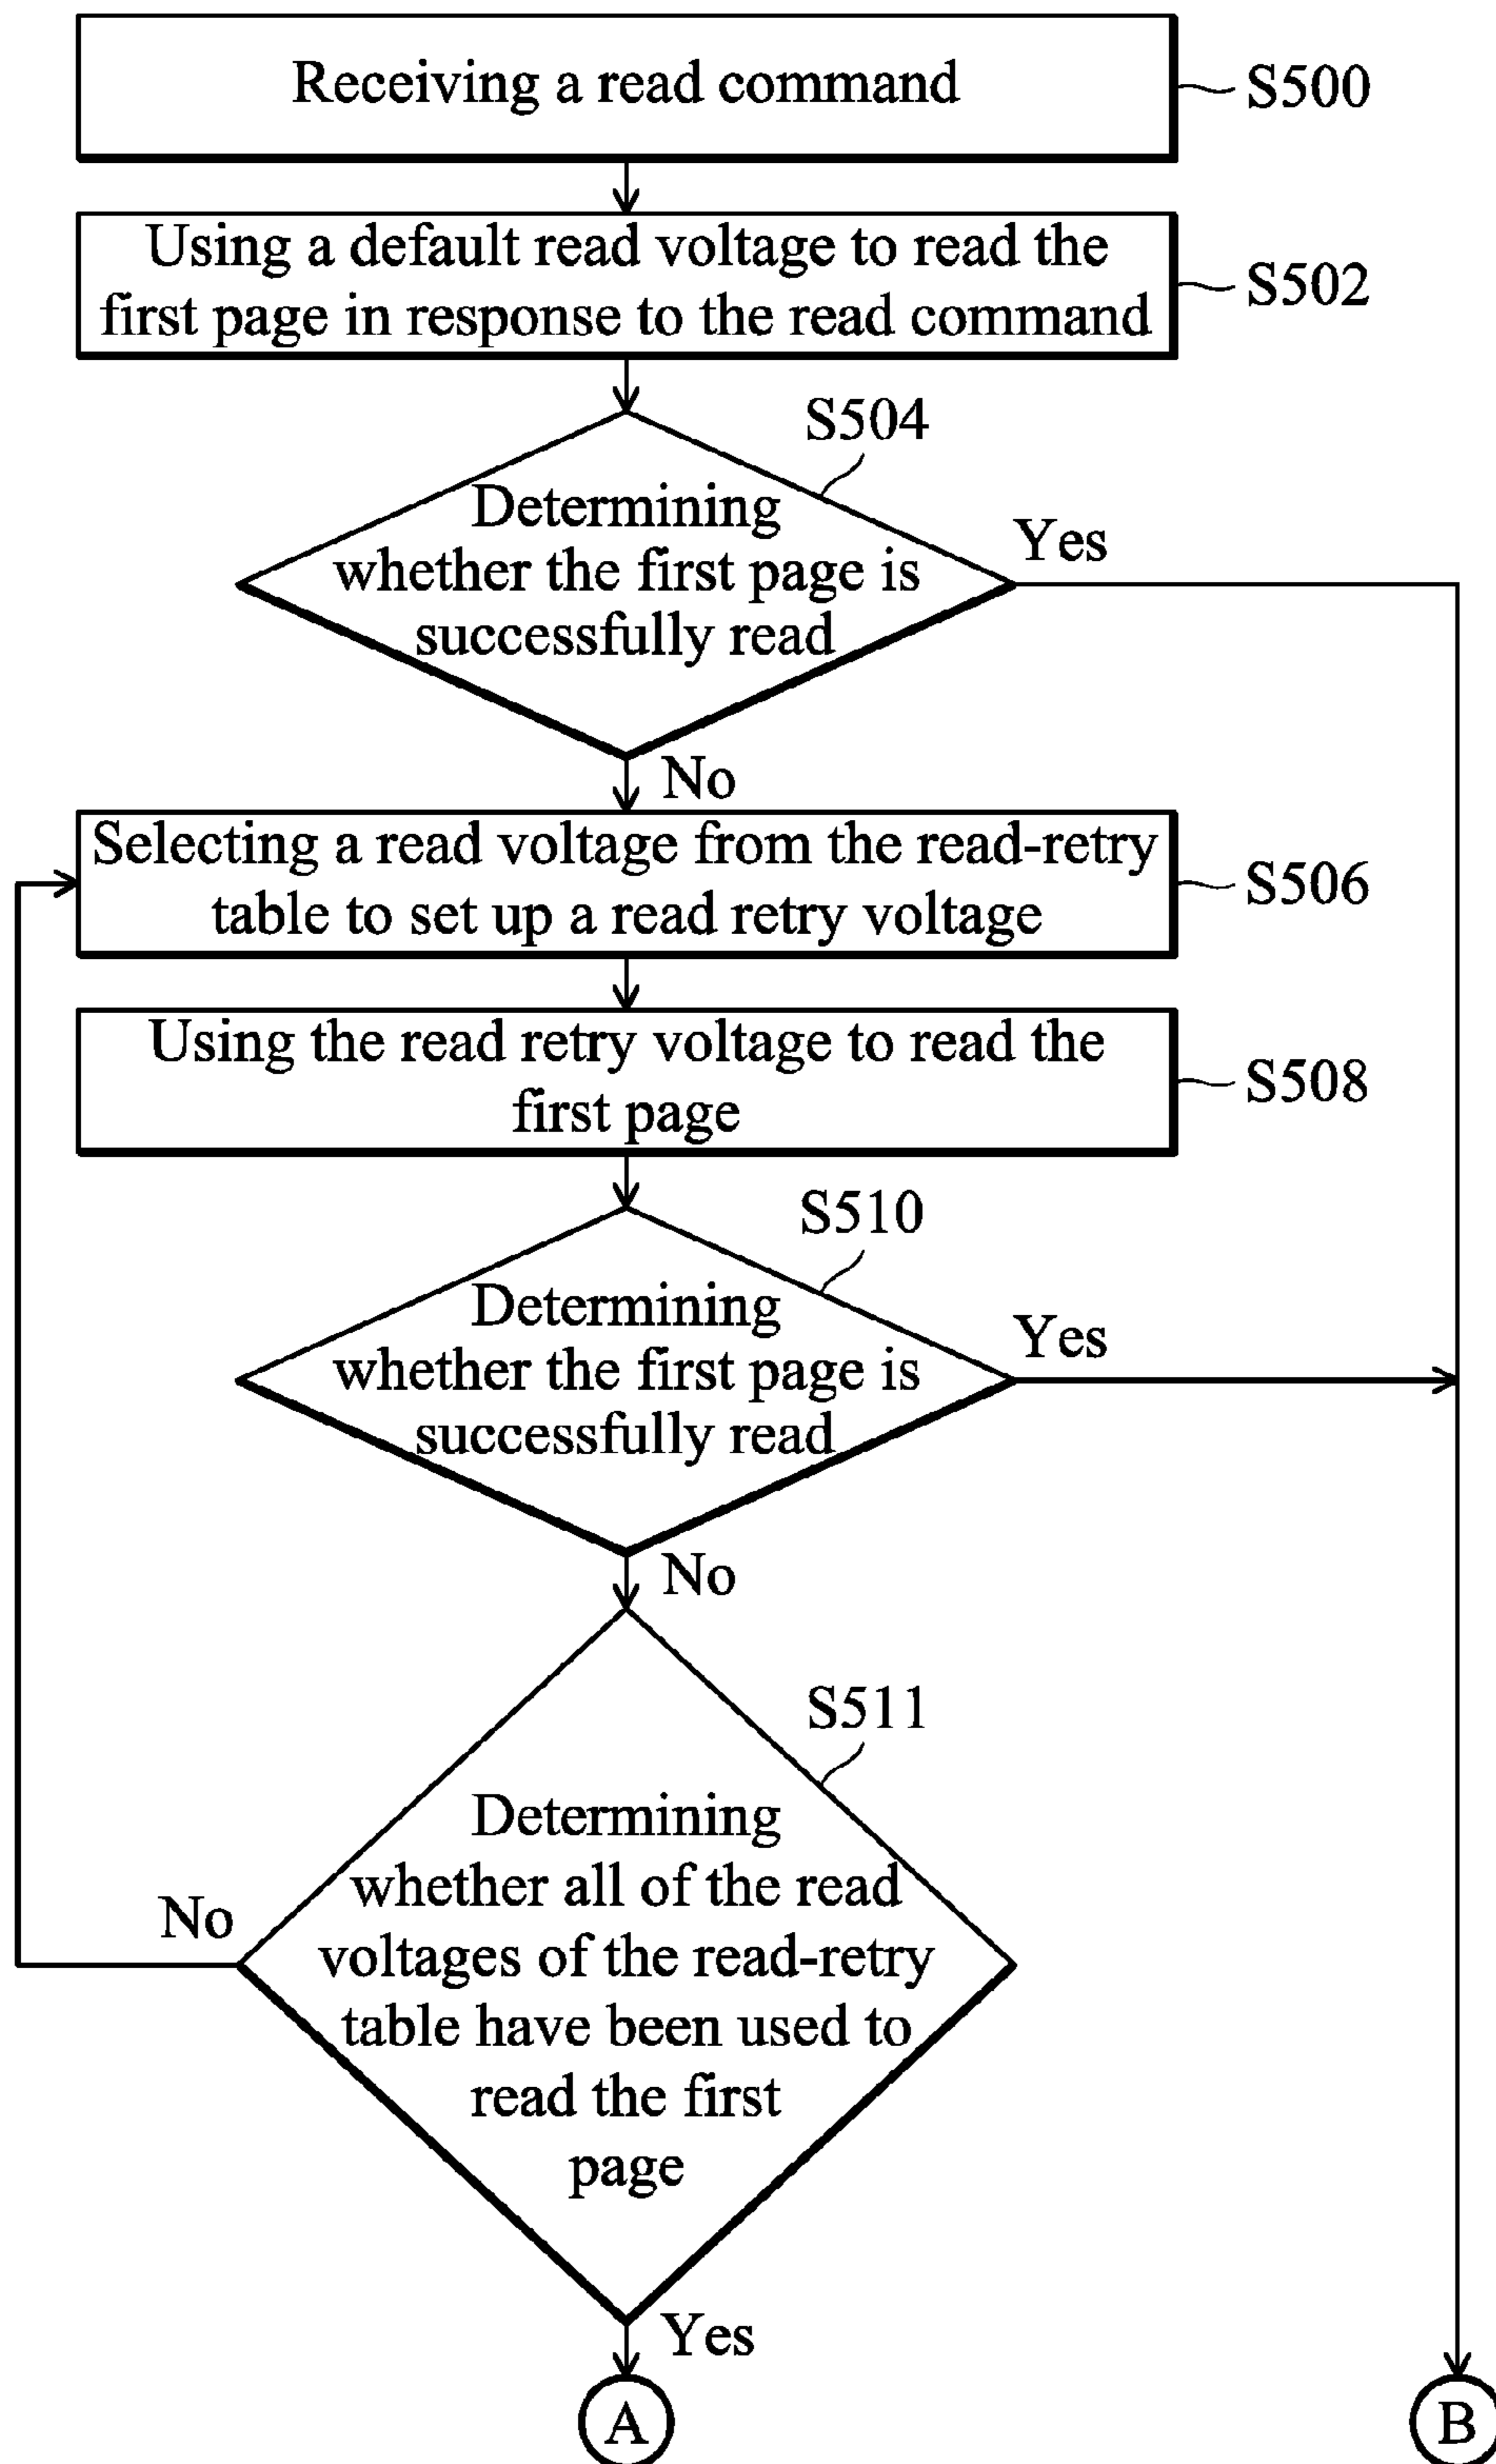 Receiving a read command
S500
Using a default read voltage to read the
first page in response to the read command
S502
S504
Determining
whether the first page is
successfully read
Yes
No
Selecting a read voltage from the read-retry
table to set up a read retry voltage
S506
Using the read retry voltage to read the
first page
S508
S510
Determining
whether the first page is
successfully read
Yes
No
S511
Determining
whether all of the read
voltages of the read-retry
table have been used to
read the first
page
No
Yes
A
B